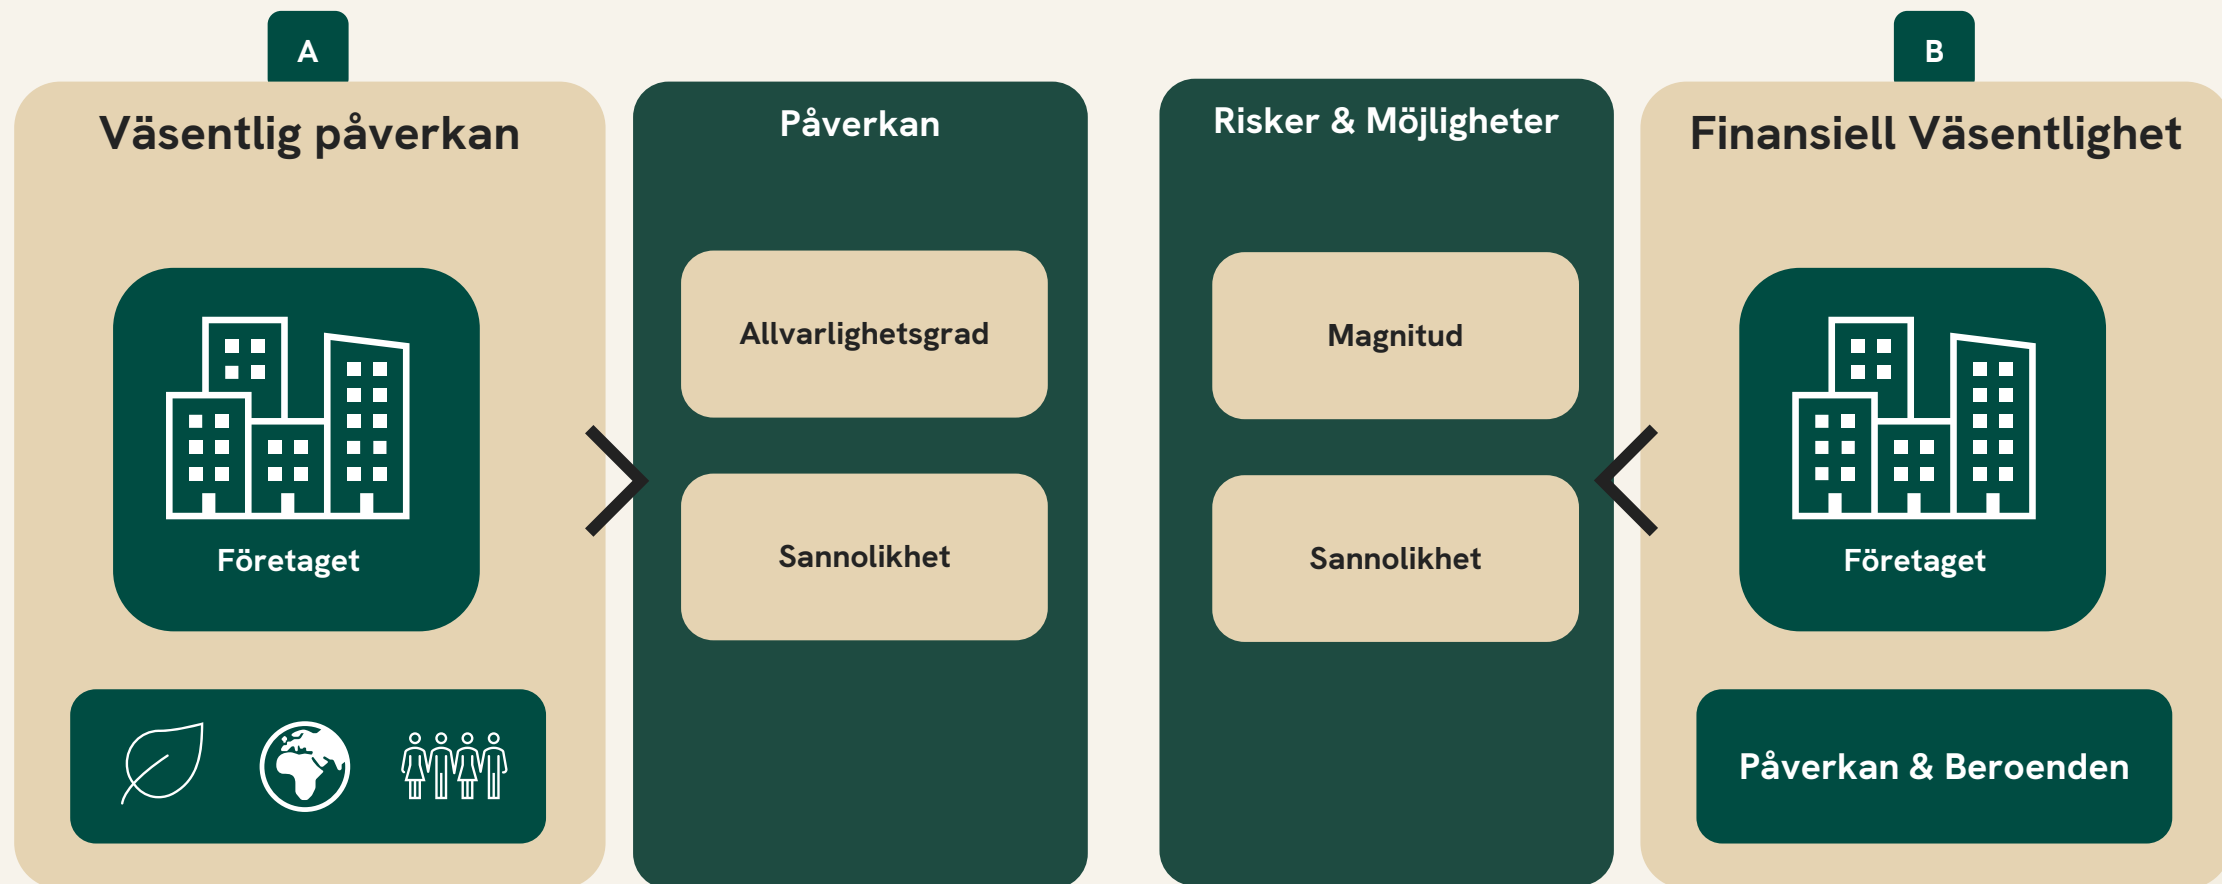 A
Väsentlig påverkan
Företaget
Påverkan
Allvarlighetsgrad
Sannolikhet
Risker & Möjligheter
Magnitud
Sannolikhet
B
Finansiell Väsentlighet
Företaget
Påverkan & Beroenden